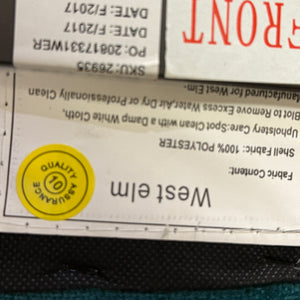 West elm
QUALITY
10
ASSURANCE
Fabric Content:
Shell Fabric: 100% POLYESTER
Upholstery Care:Spot-Clean with a Damp White Cloth,
Blot to Remove Excess Water,Air Dry or Professionally Clean
Manufactured for West Elm-
SKU: 26935
PO: 20817331WER
DATE: F/2017
DATE: F/2017
FRONT